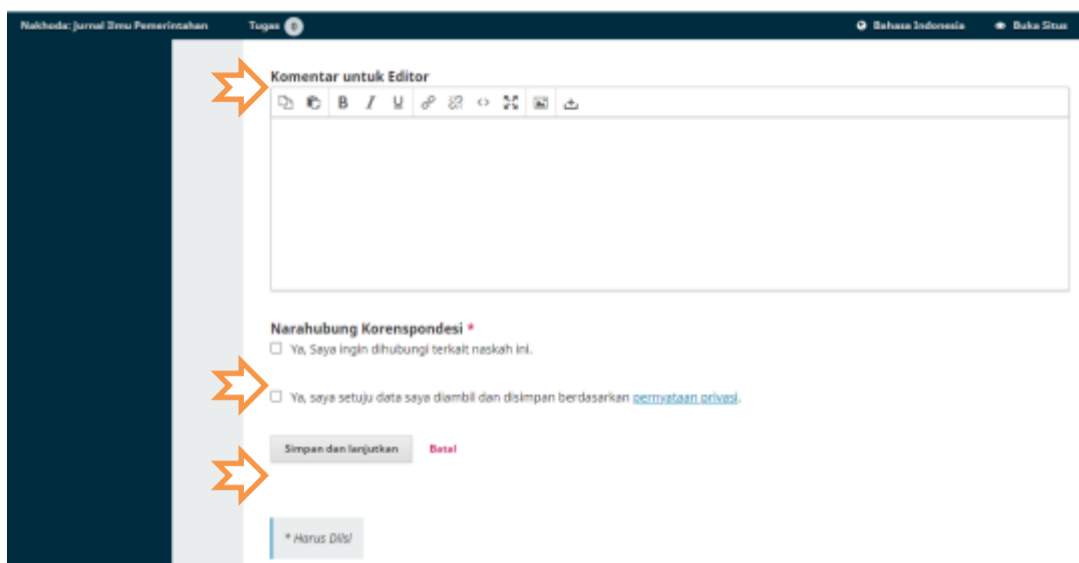 Nakhoda: Jurnal Ilmu Pemerintahan Tugas 0 Bahasa Indonesia Buka Situs
Komentar untuk Editor
B I U
Narahubung Korenspondesi *
Ya, Saya ingin dihubungi terkait naskah ini.
Ya, saya setuju data saya diambil dan disimpan berdasarkan pernyataan privasi.
Simpan dan lanjutkan Batal
* Harus Diisi